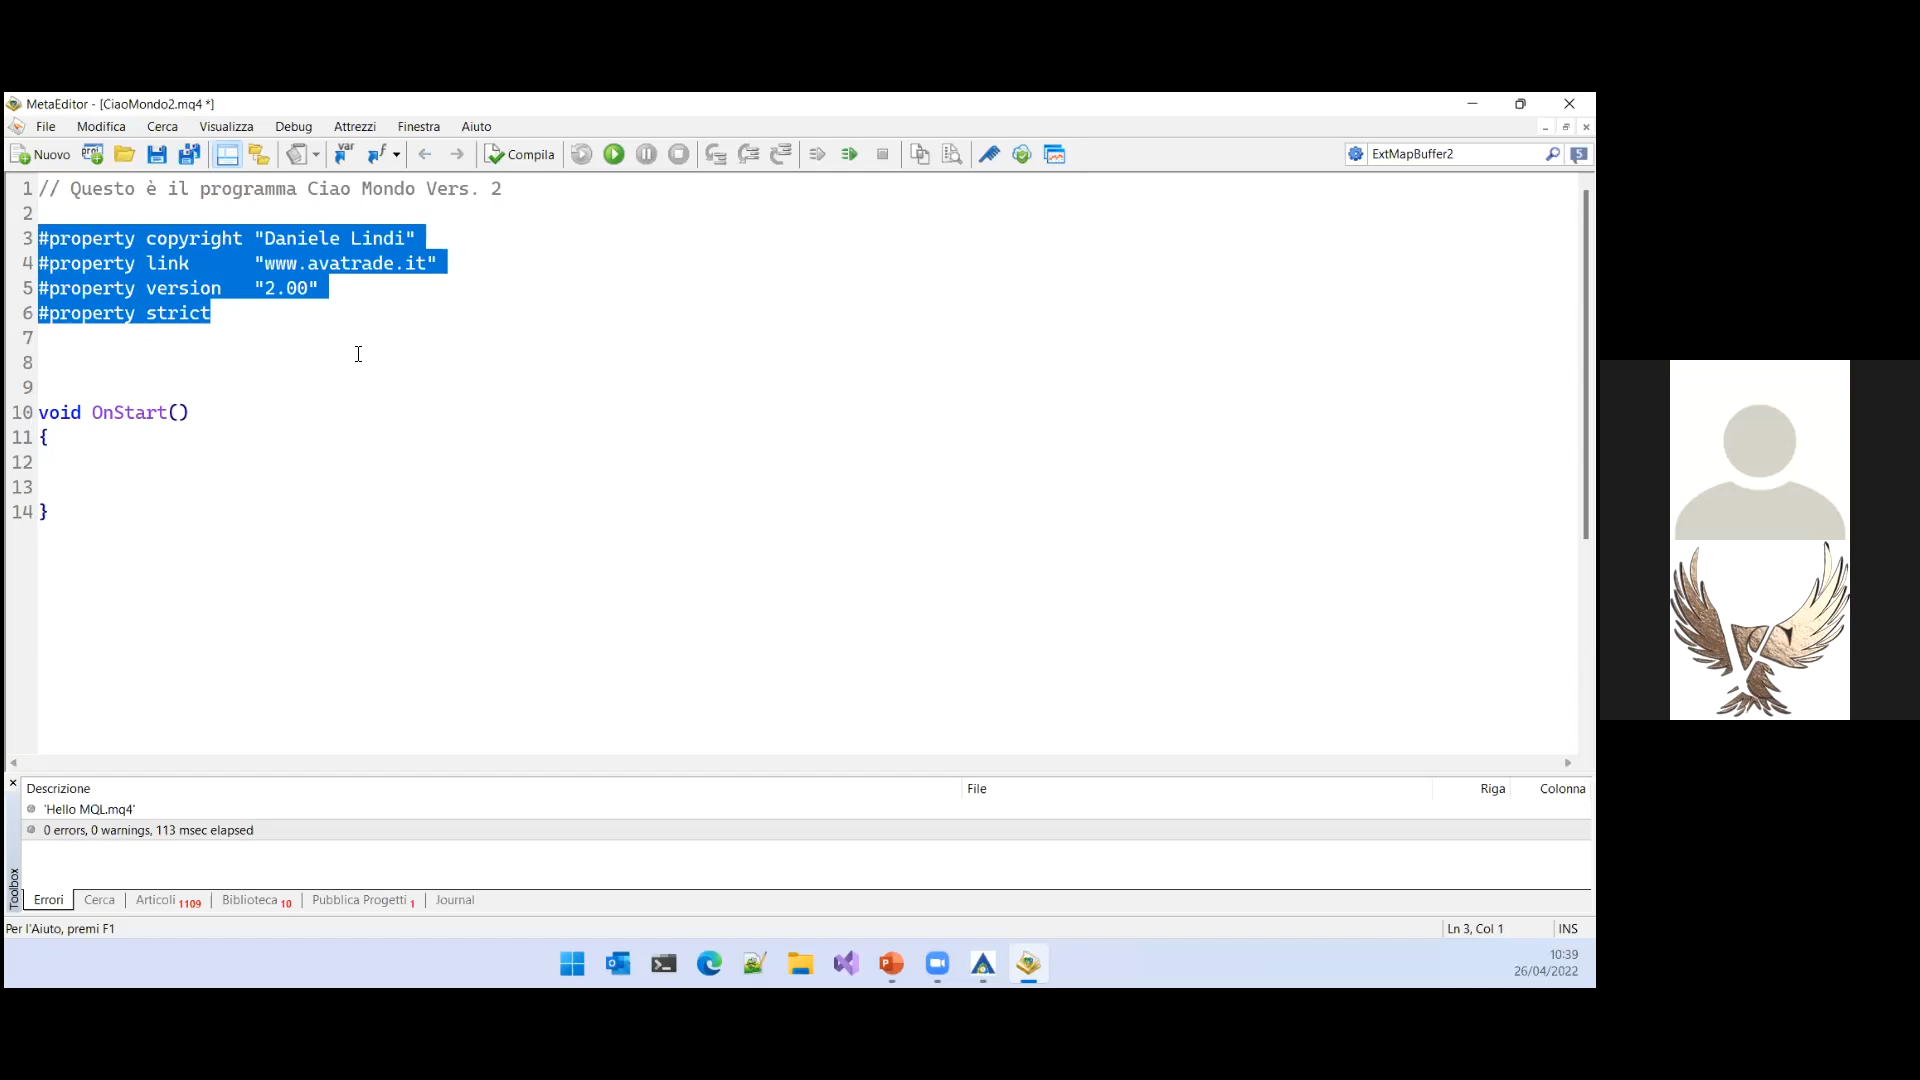 MetaEditor - [CiaoMondo2.mq4 *]
File Modifica Cerca Visualizza Debug Attrezzi Finestra Aiuto
Nuovo Compila ExtMapBuffer2 5
1 // Questo è il programma Ciao Mondo Vers. 2
2
3 #property copyright "Daniele Lindi"
4 #property link "www.avatrade.it"
5 #property version "2.00"
6 #property strict
7
8
9
10 void OnStart()
11 {
12
13
14 }
Descrizione File Riga Colonna
'Hello MQL.mq4'
0 errors, 0 warnings, 113 msec elapsed
Toolbox
Errori Cerca Articoli 1109 Biblioteca 10 Pubblica Progetti 1 Journal
Per l'Aiuto, premi F1 Ln 3, Col 1 INS
10:39
26/04/2022